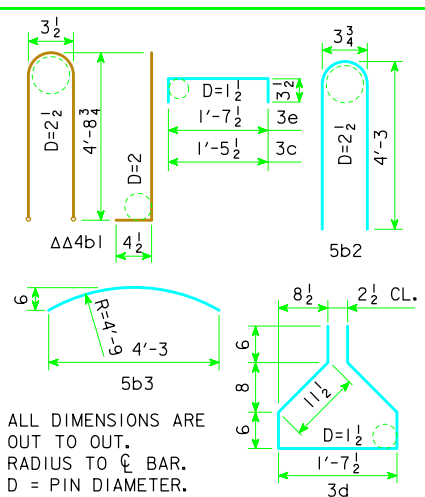 3 1/2
D=2 1/2
4'-8 3/4
D=2
ΔΔ4b1
4 1/2
D=1 1/2
3 1/2
1'-7 1/2 3e
1'-5 1/2 3c
3 3/4
D=2 1/2
4'-3
5b2
6
R=4'-9
4'-3
5b3
8 1/2
2 1/2 CL.
6
8
6
11 1/2
D=1 1/2
1'-7 1/2
3d
ALL DIMENSIONS ARE
OUT TO OUT.
RADIUS TO ℄ BAR.
D = PIN DIAMETER.